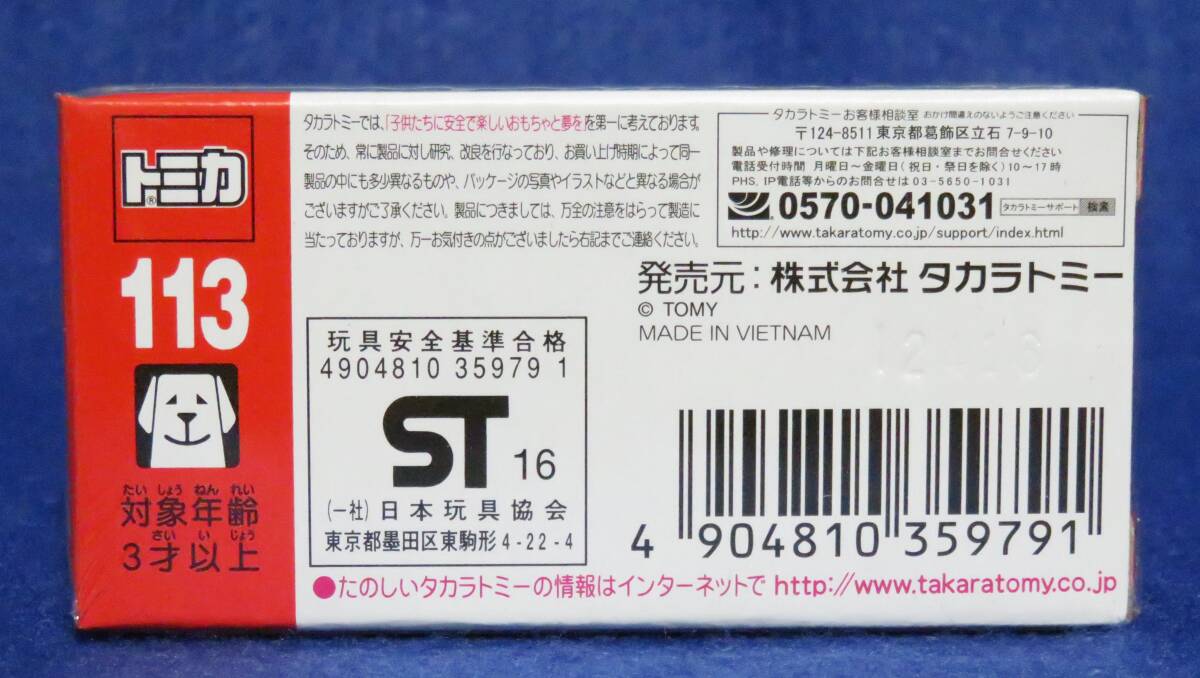 トミカ®
113
たい しょう ねん れい
対象年齢
さい い じょう
3才以上
タカラトミーでは、「子供たちに安全で楽しいおもちゃと夢を」を第一に考えております。
そのため、常に製品に対し研究、改良を行なっており、お買い上げ時期によって同一
製品の中にも多少異なるものや、パッケージの写真やイラストなどと異なる場合が
ございますがご了承ください。製品につきましては、万全の注意をはらって製造に
当たっておりますが、万一お気付きの点がございましたら右記までご連絡ください。
タカラトミーお客様相談室 おかけ間違えのないようご注意ください
〒124-8511 東京都葛飾区立石 7-9-10
製品や修理については下記お客様相談室までお問合せください
電話受付時間 月曜日〜金曜日(祝日・祭日を除く)10〜17時
PHS、IP電話等からのお問合せは 03-5650-1031
0570-041031 タカラトミーサポート 検索
http://www.takaratomy.co.jp/support/index.html
発売元:株式会社 タカラトミー
© TOMY
MADE IN VIETNAM
玩具安全基準合格
4904810 35979 1
ST 16
(一社)日本玩具協会
東京都墨田区東駒形 4-22-4
4 904810 359791
●たのしいタカラトミーの情報はインターネットで http://www.takaratomy.co.jp